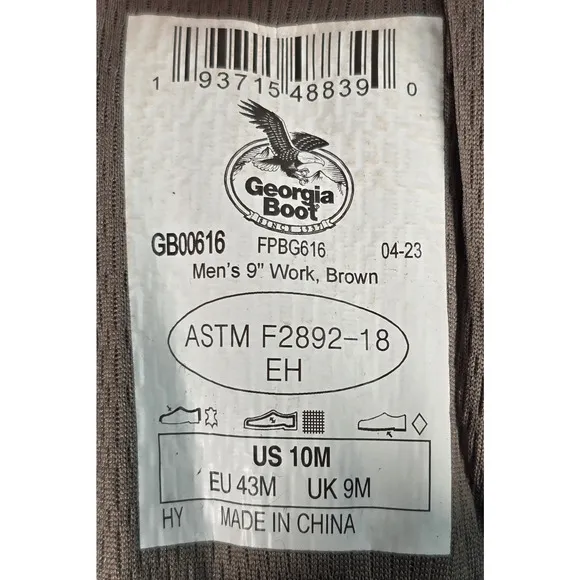 1 93715 48839 0
Georgia
Boot
SINCE 1937
GB00616 FPBG616 04-23
Men's 9" Work, Brown
ASTM F2892-18
EH
US 10M
EU 43M UK 9M
HY MADE IN CHINA